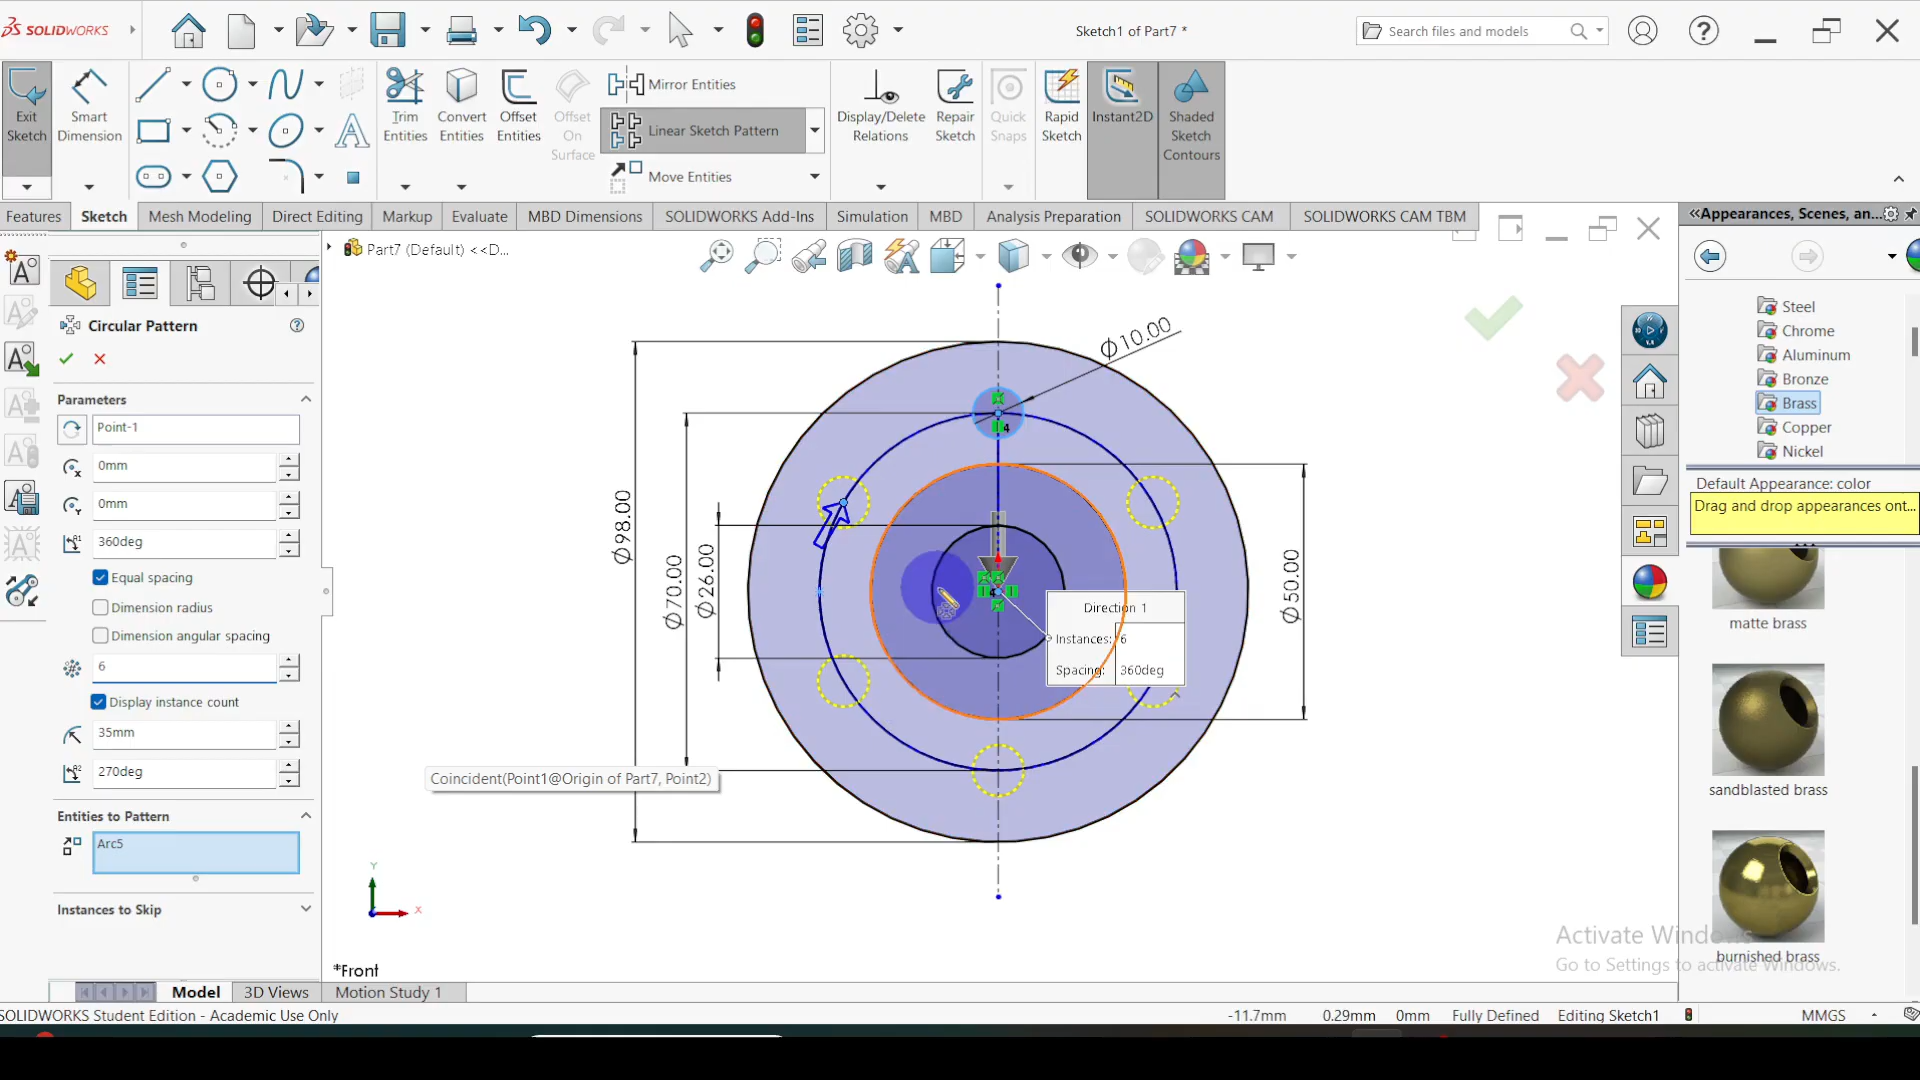 SOLIDWORKS
Sketch1 of Part7 *
Search files and models
Exit
Sketch
Smart
Dimension
Trim
Entities
Convert
Entities
Offset
Entities
Offset
On
Surface
Mirror Entities
Linear Sketch Pattern
Move Entities
Display/Delete
Relations
Repair
Sketch
Quick
Snaps
Rapid
Sketch
Instant2D
Shaded
Sketch
Contours
Features
Sketch
Mesh Modeling
Direct Editing
Markup
Evaluate
MBD Dimensions
SOLIDWORKS Add-Ins
Simulation
MBD
Analysis Preparation
SOLIDWORKS CAM
SOLIDWORKS CAM TBM
Appearances, Scenes, an...
Part7 (Default) <<D...
Circular Pattern
Parameters
Point-1
0mm
0mm
360deg
Equal spacing
Dimension radius
Dimension angular spacing
6
Display instance count
35mm
270deg
Entities to Pattern
Arc5
Instances to Skip
Ø10.00
Ø98.00
Ø70.00
Ø26.00
Ø50.00
4
4
Direction 1
Instances: 6
Spacing: 360deg
Coincident(Point1@Origin of Part7, Point2)
Y
X
*Front
Steel
Chrome
Aluminum
Bronze
Brass
Copper
Nickel
Default Appearance: color
Drag and drop appearances ont...
matte brass
sandblasted brass
burnished brass
Activate Windows
Go to Settings to activate Windows.
Model
3D Views
Motion Study 1
SOLIDWORKS Student Edition - Academic Use Only
-11.7mm
0.29mm
0mm
Fully Defined
Editing Sketch1
MMGS